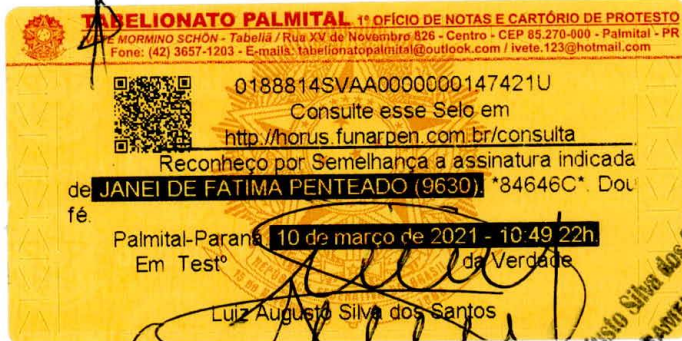 TABELIONATO PALMITAL 1º OFÍCIO DE NOTAS E CARTÓRIO DE PROTESTO
MORMINO SCHÖN - Tabeliã / Rua XV de Novembro 826 - Centro - CEP 85.270-000 - Palmital - PR
Fone: (42) 3657-1203 - E-mails: tabelionatopalmital@outlook.com / ivete.123@hotmail.com
0188814SVAA0000000147421U
Consulte esse Selo em
http://horus.funarpen.com.br/consulta
Reconheço por Semelhança a assinatura indicada
de JANEI DE FATIMA PENTEADO (9630). *84646C*. Dou
fé.
Palmital-Paraná, 10 de março de 2021 - 10:49:22h.
Em Testº da Verdade
Luiz Augusto Silva dos Santos
Silva dos